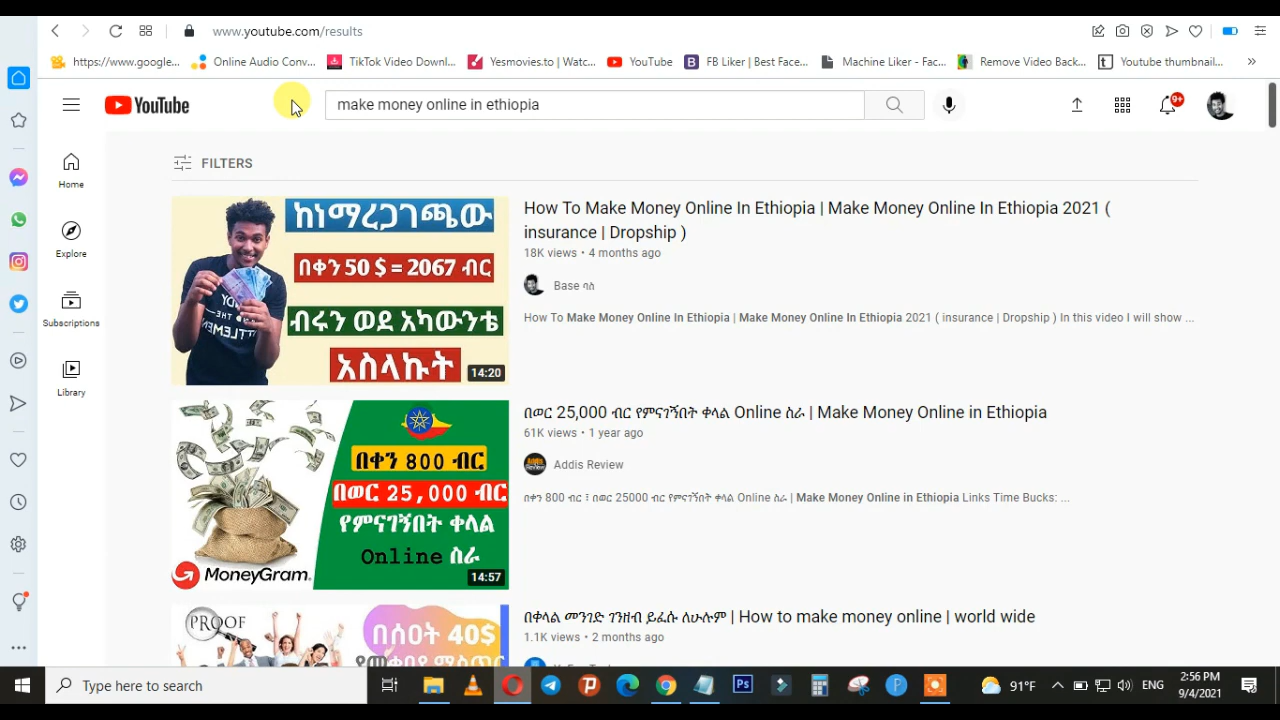 www.youtube.com/results
https://www.google...
Online Audio Conv...
TikTok Video Downl...
Yesmovies.to | Watc...
YouTube
FB Liker | Best Face...
Machine Liker - Fac...
Remove Video Back...
Youtube thumbnail...
YouTube
make money online in ethiopia
9+
FILTERS
Home
Explore
Subscriptions
Library
ከነማረጋገጫው
በቀን 50 $ = 2067 ብር
ብሩን ወደ አካውንቴ
አስላኩት
14:20
How To Make Money Online In Ethiopia | Make Money Online In Ethiopia 2021 (
insurance | Dropship )
18K views • 4 months ago
Base ባስ
How To Make Money Online In Ethiopia | Make Money Online In Ethiopia 2021 ( insurance | Dropship ) In this video I will show ...
በቀን 800 ብር
በወር 25,000 ብር
የምናገኝበት ቀላል
Online ስራ
MoneyGram.
14:57
በወር 25,000 ብር የምናገኝበት ቀላል Online ስራ | Make Money Online in Ethiopia
61K views • 1 year ago
Addis Review
በቀን 800 ብር ፤ በወር 25000 ብር የምናገኝበት ቀላል Online ስራ | Make Money Online in Ethiopia Links Time Bucks: ...
PROOF
በሰዐት 40$
በቀላል መንገድ ገንዘብ ይፈሱ ለሁሉም | How to make money online | world wide
1.1K views • 2 months ago
Type here to search
91°F
ENG
2:56 PM
9/4/2021